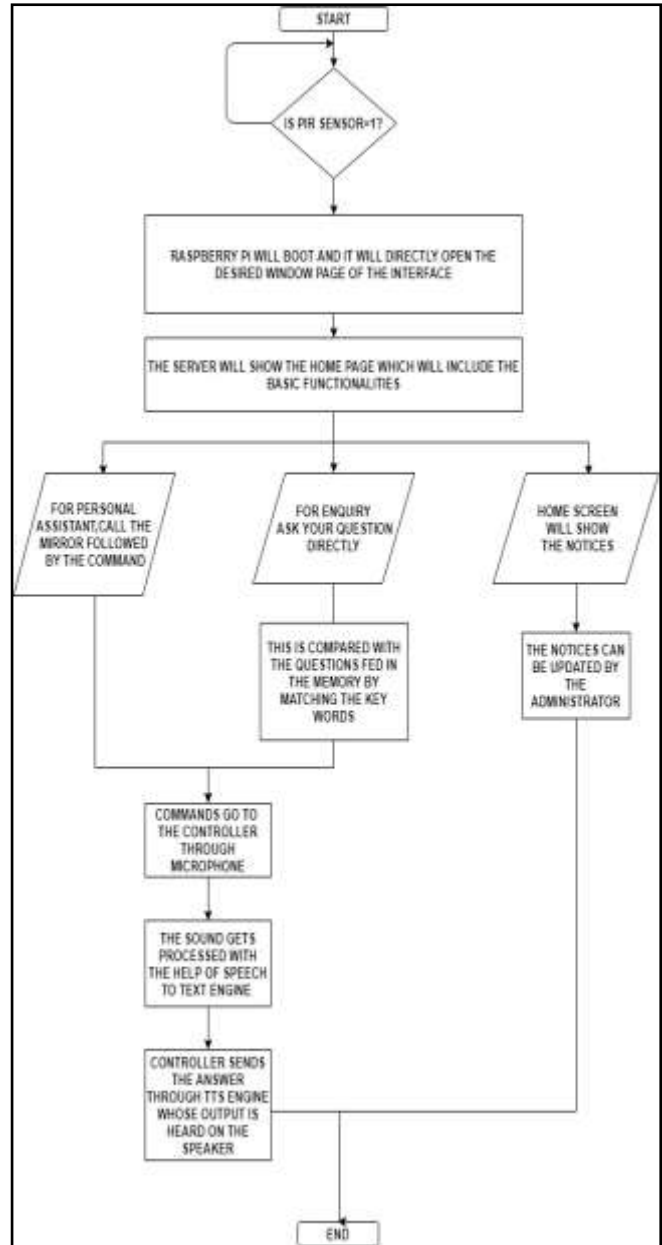 START
IS PIR SENSOR=1?
RASPBERRY PI WILL BOOT AND IT WILL DIRECTLY OPEN THE
DESIRED WINDOW PAGE OF THE INTERFACE
THE SERVER WILL SHOW THE HOME PAGE WHICH WILL INCLUDE THE
BASIC FUNCTIONALITIES
FOR PERSONAL
ASSISTANT,CALL THE
MIRROR FOLLOWED
BY THE COMMAND
FOR ENQUIRY
ASK YOUR QUESTION
DIRECTLY
HOME SCREEN
WILL SHOW
THE NOTICES
THIS IS COMPARED WITH
THE QUESTIONS FED IN
THE MEMORY BY
MATCHING THE KEY
WORDS
THE NOTICES CAN
BE UPDATED BY
THE
ADMINISTRATOR
COMMANDS GO TO
THE CONTROLLER
THROUGH
MICROPHONE
THE SOUND GETS
PROCESSED WITH
THE HELP OF SPEECH
TO TEXT ENGINE
CONTROLLER SENDS
THE ANSWER
THROUGH TTS ENGINE
WHOSE OUTPUT IS
HEARD ON THE
SPEAKER
END